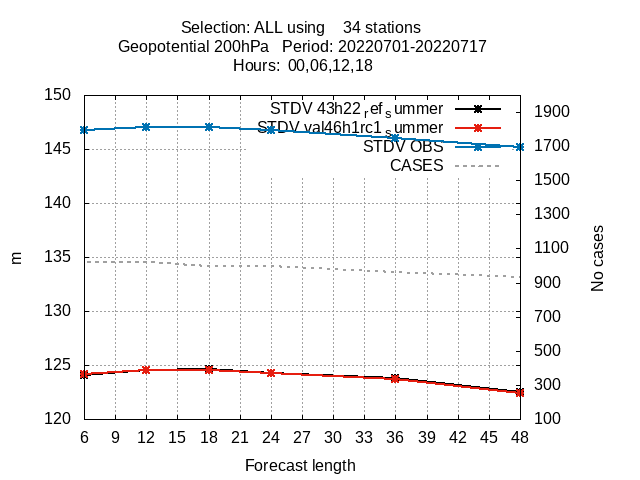 Selection: ALL using    34 stations
Geopotential 200hPa   Period: 20220701-20220717
Hours:  00,06,12,18
STDV 43h22_ref_summer
STDV val46h1rc1_summer
STDV OBS
CASES
150
145
140
135
130
125
120
1900
1700
1500
1300
1100
900
700
500
300
100
m
No cases
6 9 12 15 18 21 24 27 30 33 36 39 42 45 48
Forecast length